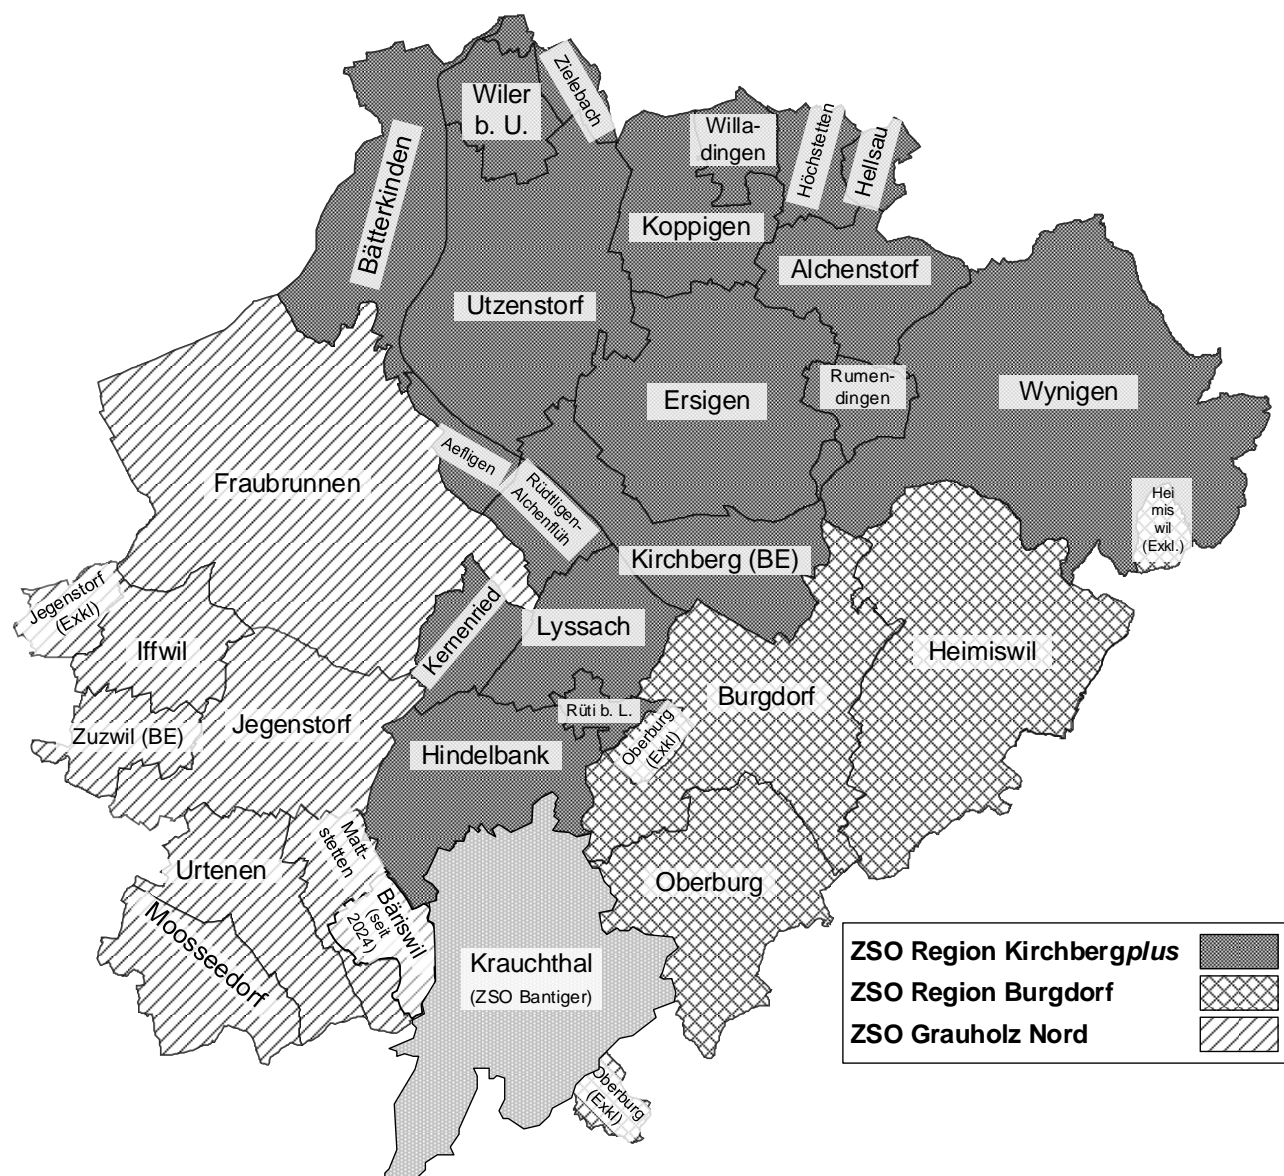 Wiler
b. U.
Zielebach
Willa-
dingen
Höchstetten
Hellsau
Bätterkinden
Koppigen
Alchenstorf
Utzenstorf
Ersigen
Rumen-
dingen
Wynigen
Aefligen
Rüdtligen-
Alchenflüh
Fraubrunnen
Hei
mis
wil
(Exkl.)
Kirchberg (BE)
Jegenstorf
(Exkl)
Iffwil
Kernenried
Lyssach
Heimiswil
Burgdorf
Rüti b. L.
Jegenstorf
Zuzwil (BE)
Hindelbank
Oberburg
(Exkl)
Matt-
stetten
Urtenen
Oberburg
Bäriswil
(seit
2024)
Moosseedorf
Krauchthal
(ZSO Bantiger)
ZSO Region Kirchbergplus
ZSO Region Burgdorf
ZSO Grauholz Nord
Oberburg
(Exkl)